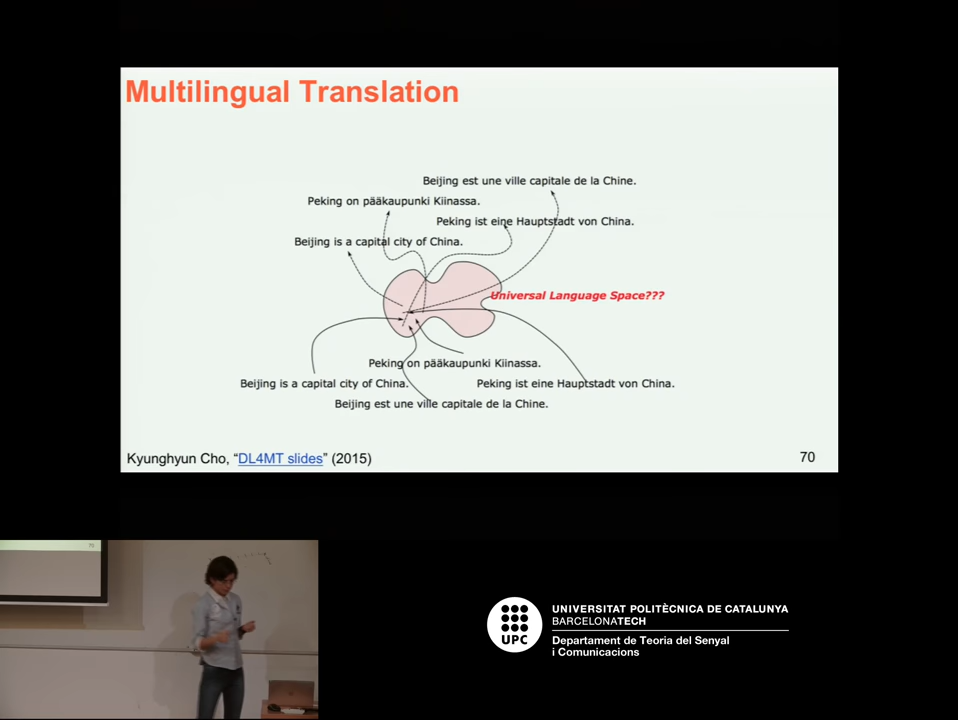 Multilingual Translation
Beijing est une ville capitale de la Chine.
Peking on pääkaupunki Kiinassa.
Peking ist eine Hauptstadt von China.
Beijing is a capital city of China.
Universal Language Space???
Peking on pääkaupunki Kiinassa.
Beijing is a capital city of China.
Peking ist eine Hauptstadt von China.
Beijing est une ville capitale de la Chine.
Kyunghyun Cho, “DL4MT slides” (2015)
70
UPC
UNIVERSITAT POLITÈCNICA DE CATALUNYA
BARCELONATECH
Departament de Teoria del Senyal
i Comunicacions